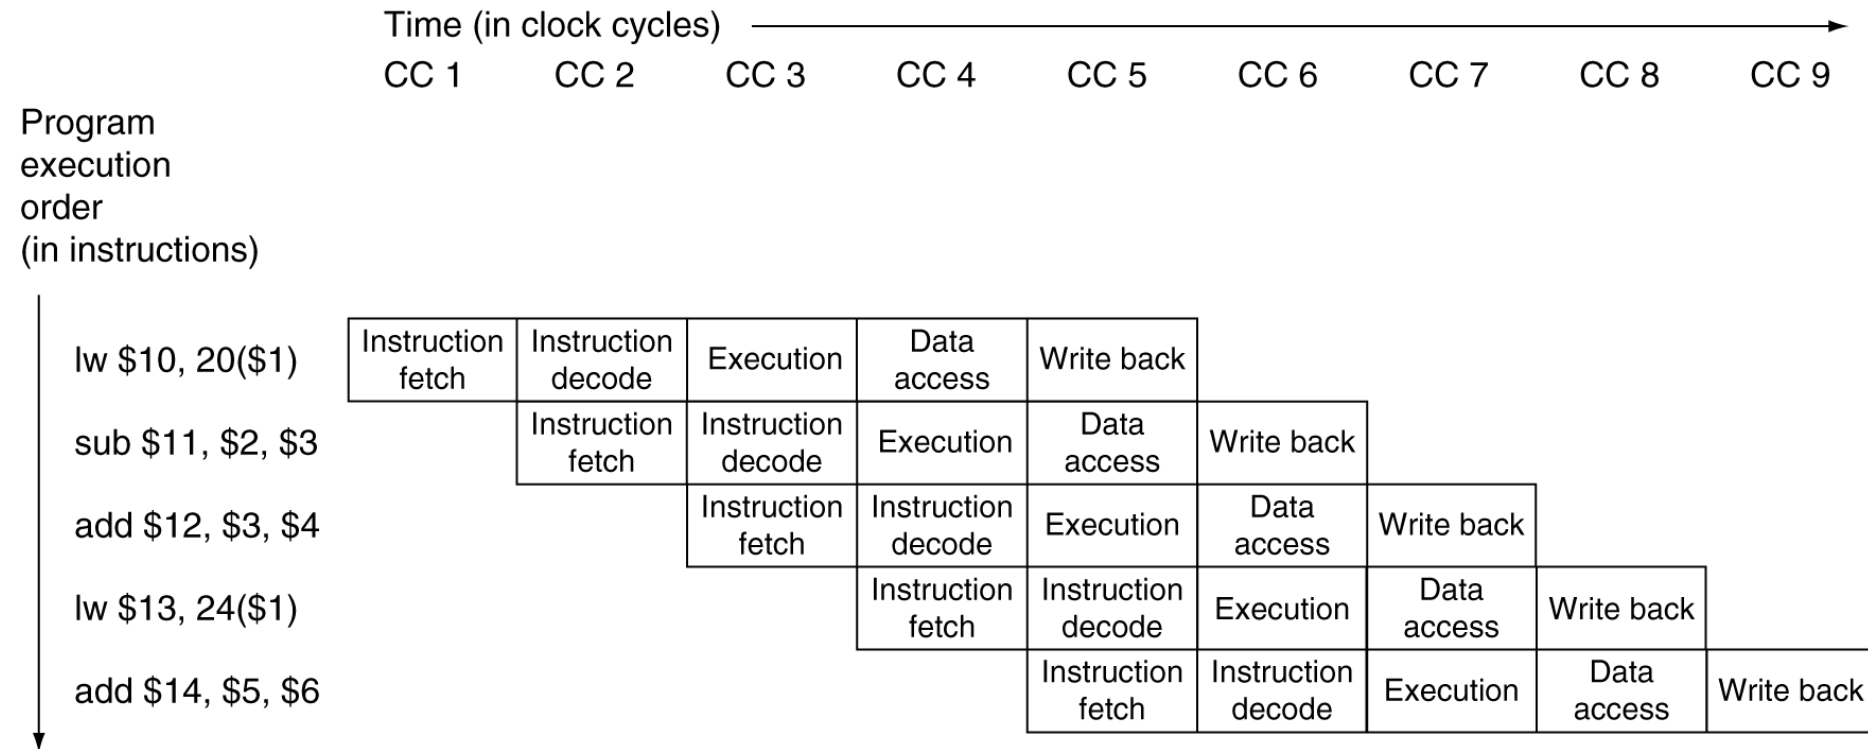 Time (in clock cycles)
CC 1 CC 2 CC 3 CC 4 CC 5 CC 6 CC 7 CC 8 CC 9
Program
execution
order
(in instructions)
lw $10, 20($1)
Instruction
fetch
Instruction
decode
Execution
Data
access
Write back
sub $11, $2, $3
Instruction
fetch
Instruction
decode
Execution
Data
access
Write back
add $12, $3, $4
Instruction
fetch
Instruction
decode
Execution
Data
access
Write back
lw $13, 24($1)
Instruction
fetch
Instruction
decode
Execution
Data
access
Write back
add $14, $5, $6
Instruction
fetch
Instruction
decode
Execution
Data
access
Write back